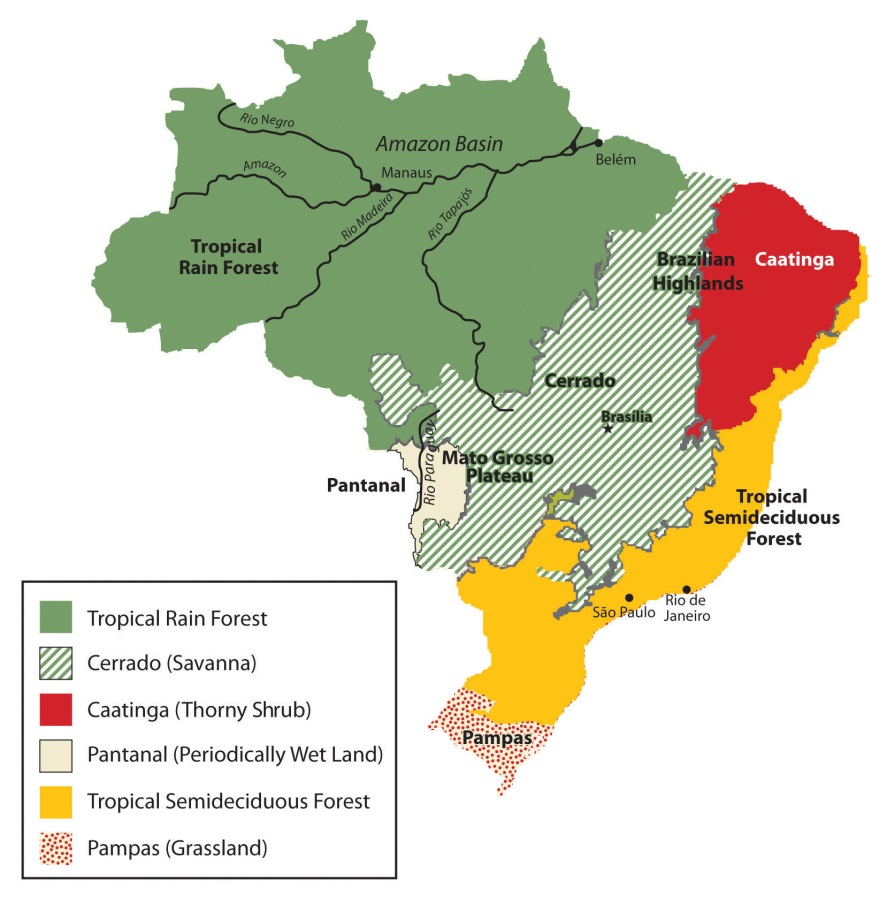 Rio Negro
Amazon Basin
Amazon
Manaus
Belém
Rio Madeira
Rio Tapajós
Tropical
Rain Forest
Brazilian
Highlands
Caatinga
Cerrado
Brasília
Rio Paraguay
Mato Grosso
Plateau
Pantanal
Tropical
Semideciduous
Forest
São Paulo
Rio de
Janeiro
Pampas
Tropical Rain Forest
Cerrado (Savanna)
Caatinga (Thorny Shrub)
Pantanal (Periodically Wet Land)
Tropical Semideciduous Forest
Pampas (Grassland)